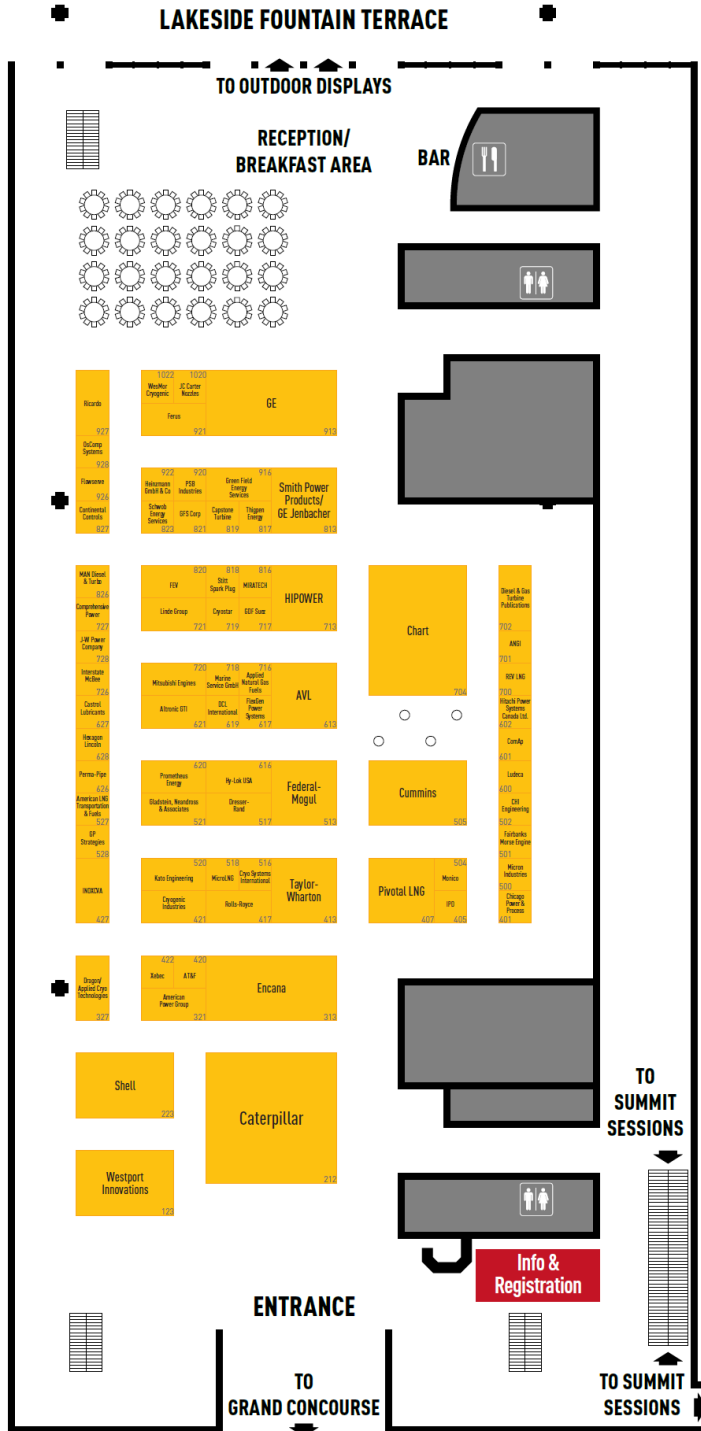 LAKESIDE FOUNTAIN TERRACE
TO OUTDOOR DISPLAYS
RECEPTION/
BREAKFAST AREA
BAR
Ricardo
927
OsComp
Systems
928
Flowserve
926
Continental
Controls
827
1022
WesMor
Cryogenic
1020
JC Carter
Nozzles
Ferus
921
GE
913
922
Heinzmann
GmbH & Co
920
PSB
Industries
916
Green Field
Energy
Services
Schwob
Energy
Services
823
GFS Corp
821
Capstone
Turbine
819
Thigpen
Energy
817
Smith Power
Products/
GE Jenbacher
813
MAN Diesel
& Turbo
826
Comprehensive
Power
727
J-W Power
Company
728
Interstate
McBee
726
Castrol
Lubricants
627
Hexagon
Lincoln
628
Perma-Pipe
626
American LNG
Transportation
& Fuels
527
GP
Strategies
528
INOXCVA
427
820
FEV
818
Stitt
Spark Plug
816
MIRATECH
Linde Group
721
Cryostar
719
GDF Suez
717
HIPOWER
713
720
Mitsubishi Engines
718
Marine
Service GmbH
716
Applied
Natural Gas
Fuels
Altronic GTI
621
DCL
International
619
FlexGen
Power
Systems
617
AVL
613
620
Prometheus
Energy
616
Hy-Lok USA
Gladstein, Neandross
& Associates
521
Dresser-
Rand
517
Federal-
Mogul
513
520
Kato Engineering
518
MicroLNG
516
Cryo Systems
International
Cryogenic
Industries
421
Rolls-Royce
417
Taylor-
Wharton
413
Chart
704
Cummins
505
Pivotal LNG
407
504
Monico
IPD
405
Diesel & Gas
Turbine
Publications
702
ANGI
701
REV LNG
700
Hitachi Power
Systems
Canada Ltd.
602
ComAp
601
Ludeca
600
CHI
Engineering
502
Fairbanks
Morse Engine
501
Micron
Industries
500
Chicago
Power &
Process
401
Dragon/
Applied Cryo
Technologies
327
422
Xebec
420
AT&F
American
Power Group
321
Encana
313
Shell
223
Caterpillar
212
Westport
Innovations
123
TO
SUMMIT
SESSIONS
Info &
Registration
ENTRANCE
TO
GRAND CONCOURSE
TO SUMMIT
SESSIONS